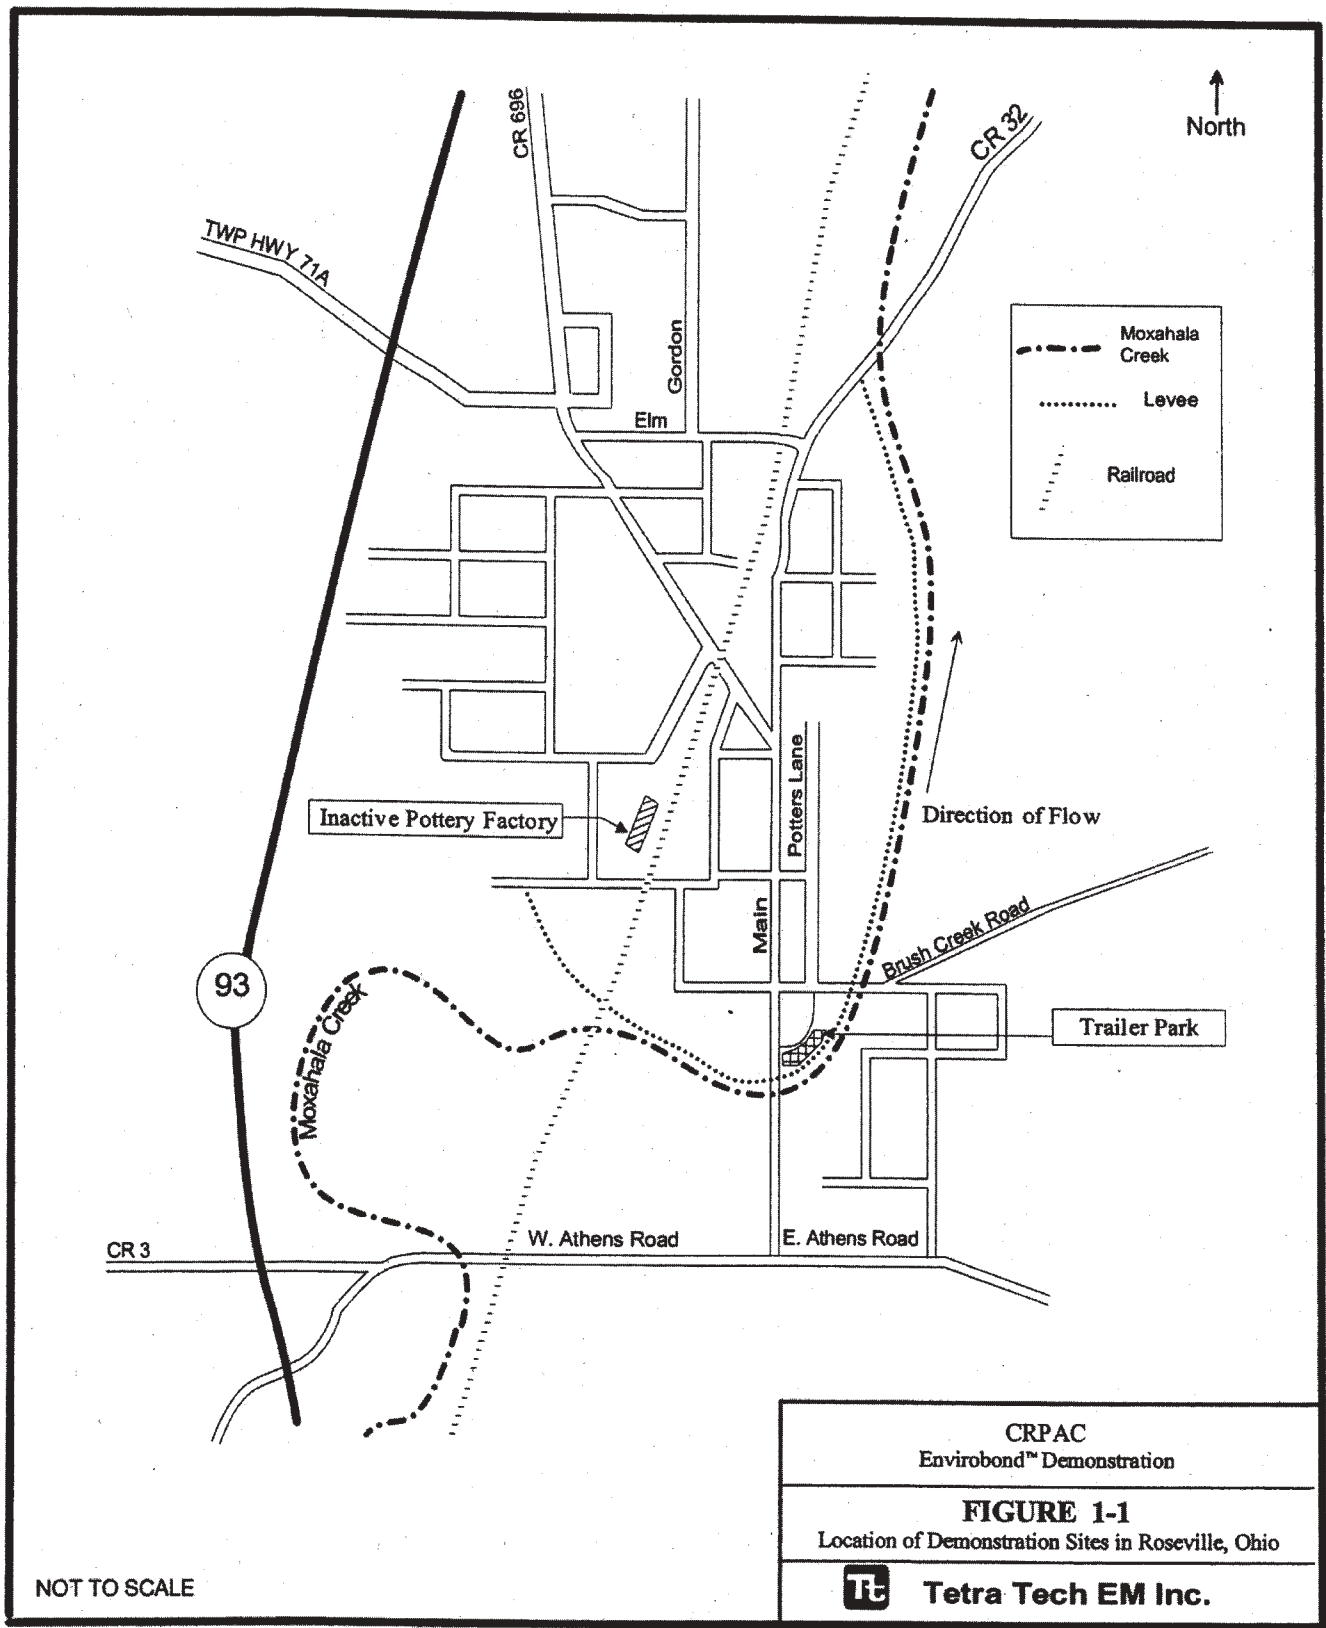 North
CR 696
CR 32
TWP HWY 71A
Gordon
Elm
Moxahala
Creek
Levee
Railroad
Potters Lane
Inactive Pottery Factory
Direction of Flow
Main
Brush Creek Road
93
Moxahala Creek
Trailer Park
W. Athens Road
E. Athens Road
CR 3
CRPAC
Envirobond™ Demonstration
FIGURE 1-1
Location of Demonstration Sites in Roseville, Ohio
NOT TO SCALE
Tt
Tetra Tech EM Inc.